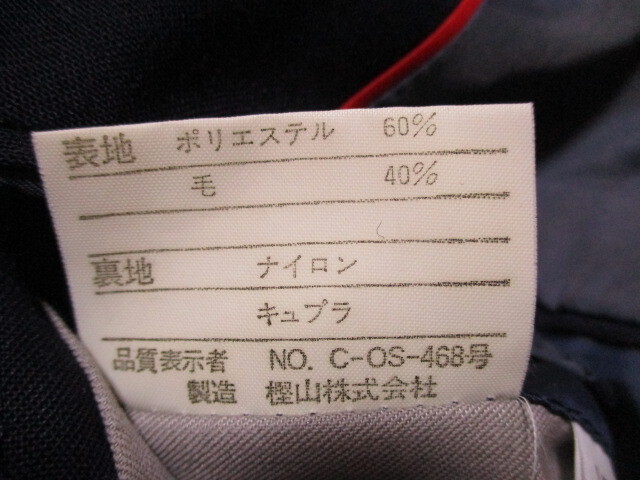 表地 ポリエステル 60%
毛 40%
裏地 ナイロン
キュプラ
品質表示者 NO. C-OS-468号
製造 樫山株式会社